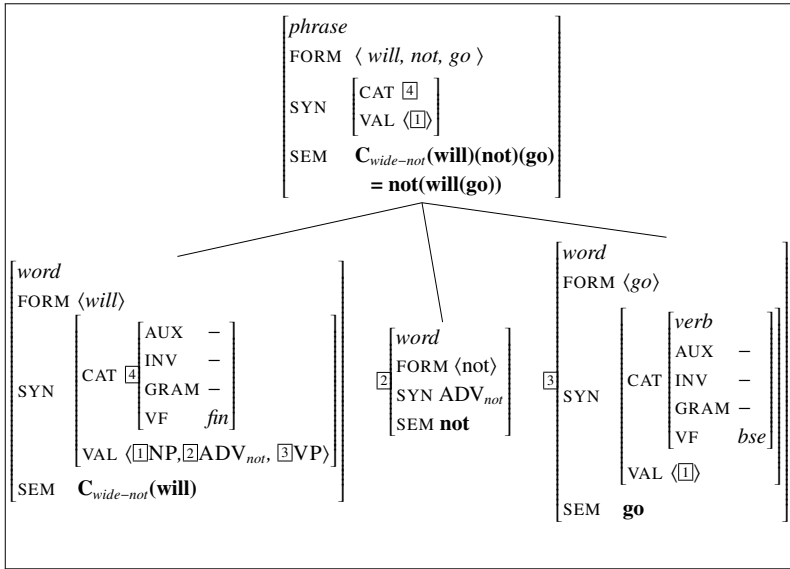 phrase
FORM ⟨ will, not, go ⟩
SYN
CAT 4
VAL ⟨1⟩
SEM C_wide−not(will)(not)(go)
= not(will(go))
word
FORM ⟨will⟩
SYN
CAT 4
AUX −
INV −
GRAM −
VF fin
VAL ⟨1NP,2ADV_not, 3VP⟩
SEM C_wide−not(will)
2
word
FORM ⟨not⟩
SYN ADV_not
SEM not
3
word
FORM ⟨go⟩
SYN
CAT
verb
AUX −
INV −
GRAM −
VF bse
VAL ⟨1⟩
SEM go